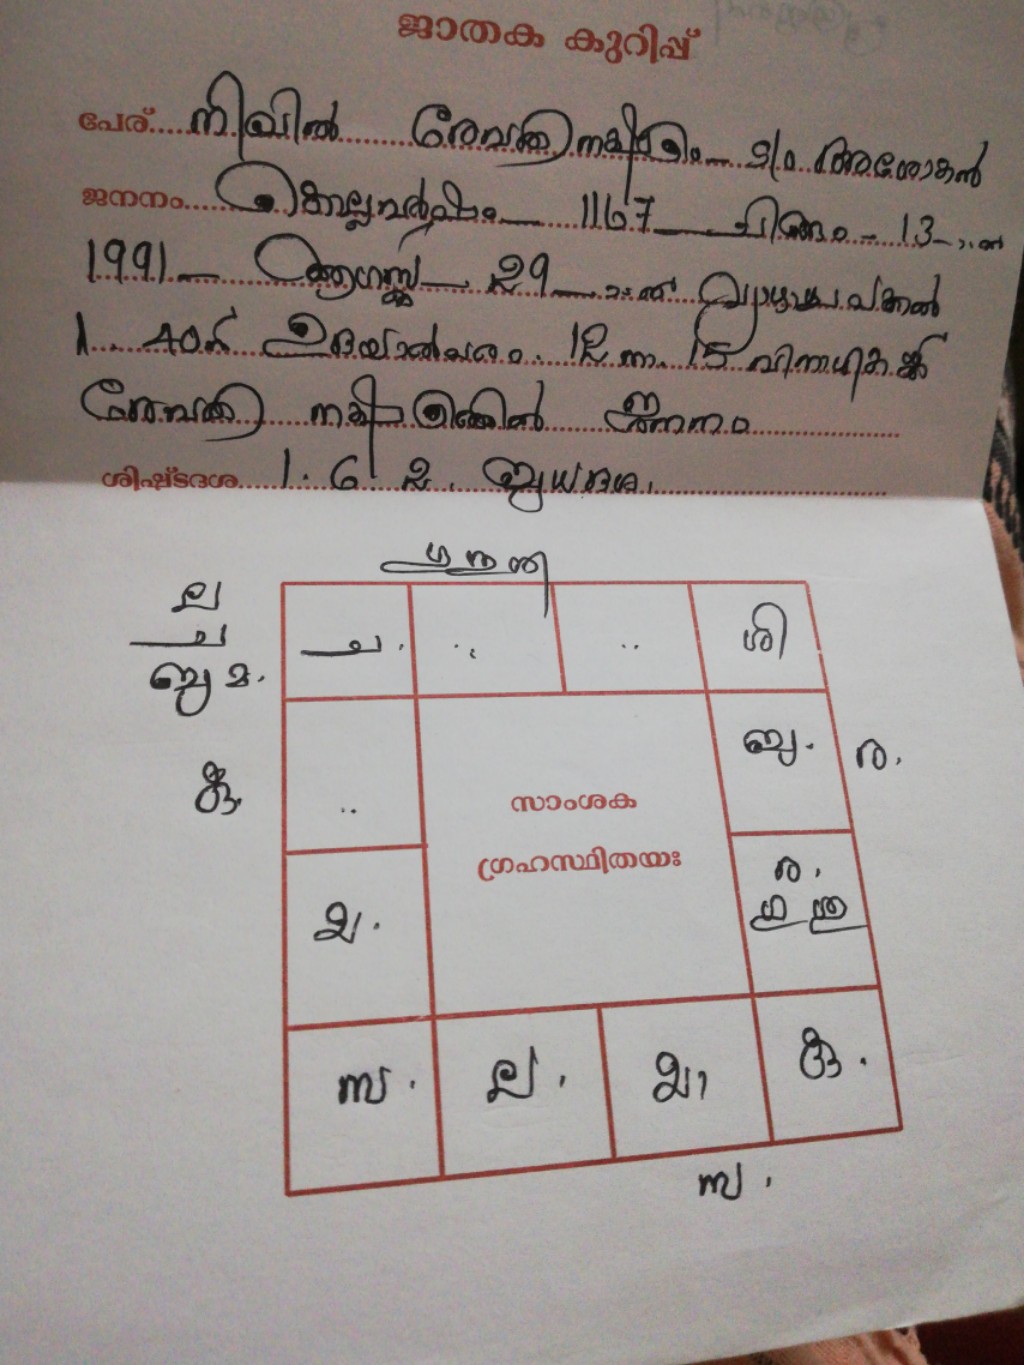 ജാതക കുറിപ്പ്
പേര് നിഖിൽ രേവതി നക്ഷത്രം S/o അശോകൻ
ജനനം കൊല്ലവർഷം 1167 ചിങ്ങം - 13-ാംന്
1991 - ആഗസ്റ്റ് - 29 - ാംന് വ്യാഴാഴ്ച പകൽ
1. 40ന് ഉദയാൽപരം. 12 നാ. 15 വിനാഴികക്ക്
രേവതി നക്ഷത്രത്തിൽ ജനനം
ശിഷ്ടദശ 1. 6 2. ബുധദശ.
ഗു
ല
ച
ച.
ശി
ബു മ.
ബു.
ര.
കു
സാംശക
ഗ്രഹസ്ഥിതയഃ
ര.
ഗു
മ.
സ.
ല.
മാ
കു.
സ.